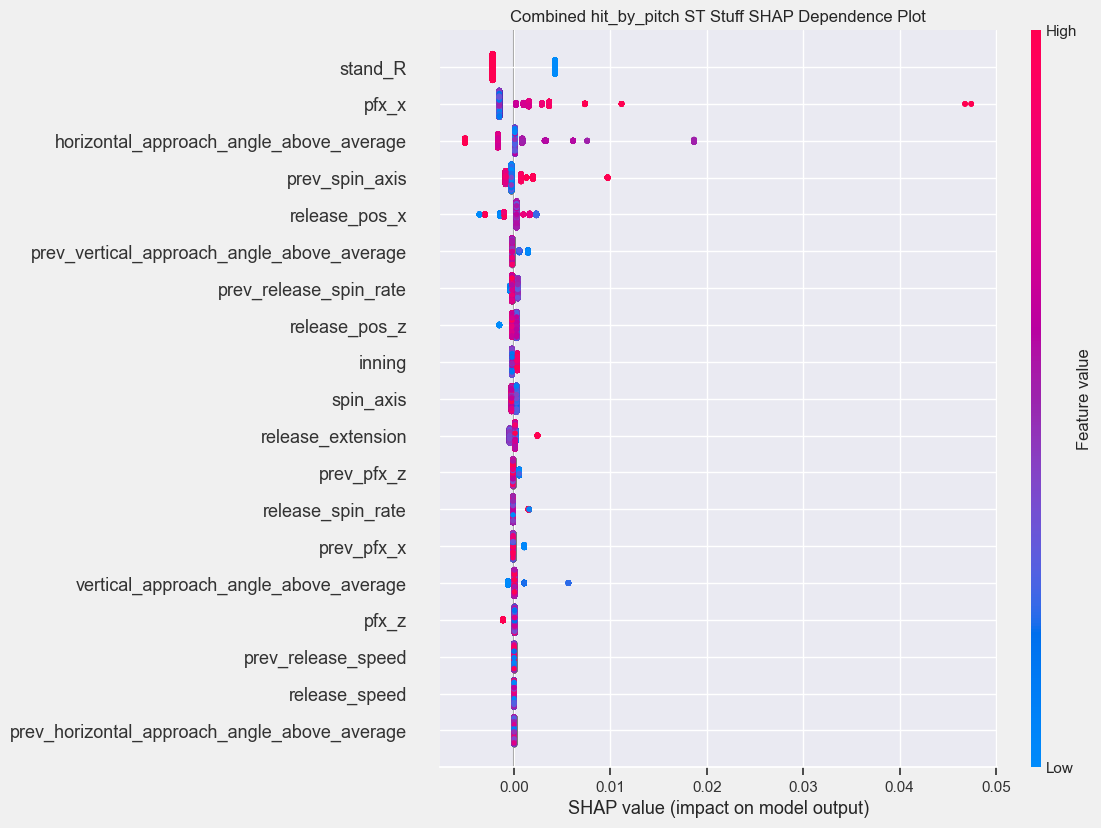 Combined hit_by_pitch ST Stuff SHAP Dependence Plot
High
stand_R
pfx_x
horizontal_approach_angle_above_average
prev_spin_axis
release_pos_x
prev_vertical_approach_angle_above_average
prev_release_spin_rate
release_pos_z
inning
spin_axis
release_extension
prev_pfx_z
release_spin_rate
prev_pfx_x
vertical_approach_angle_above_average
pfx_z
prev_release_speed
release_speed
prev_horizontal_approach_angle_above_average
Feature value
Low
0.00 0.01 0.02 0.03 0.04 0.05
SHAP value (impact on model output)